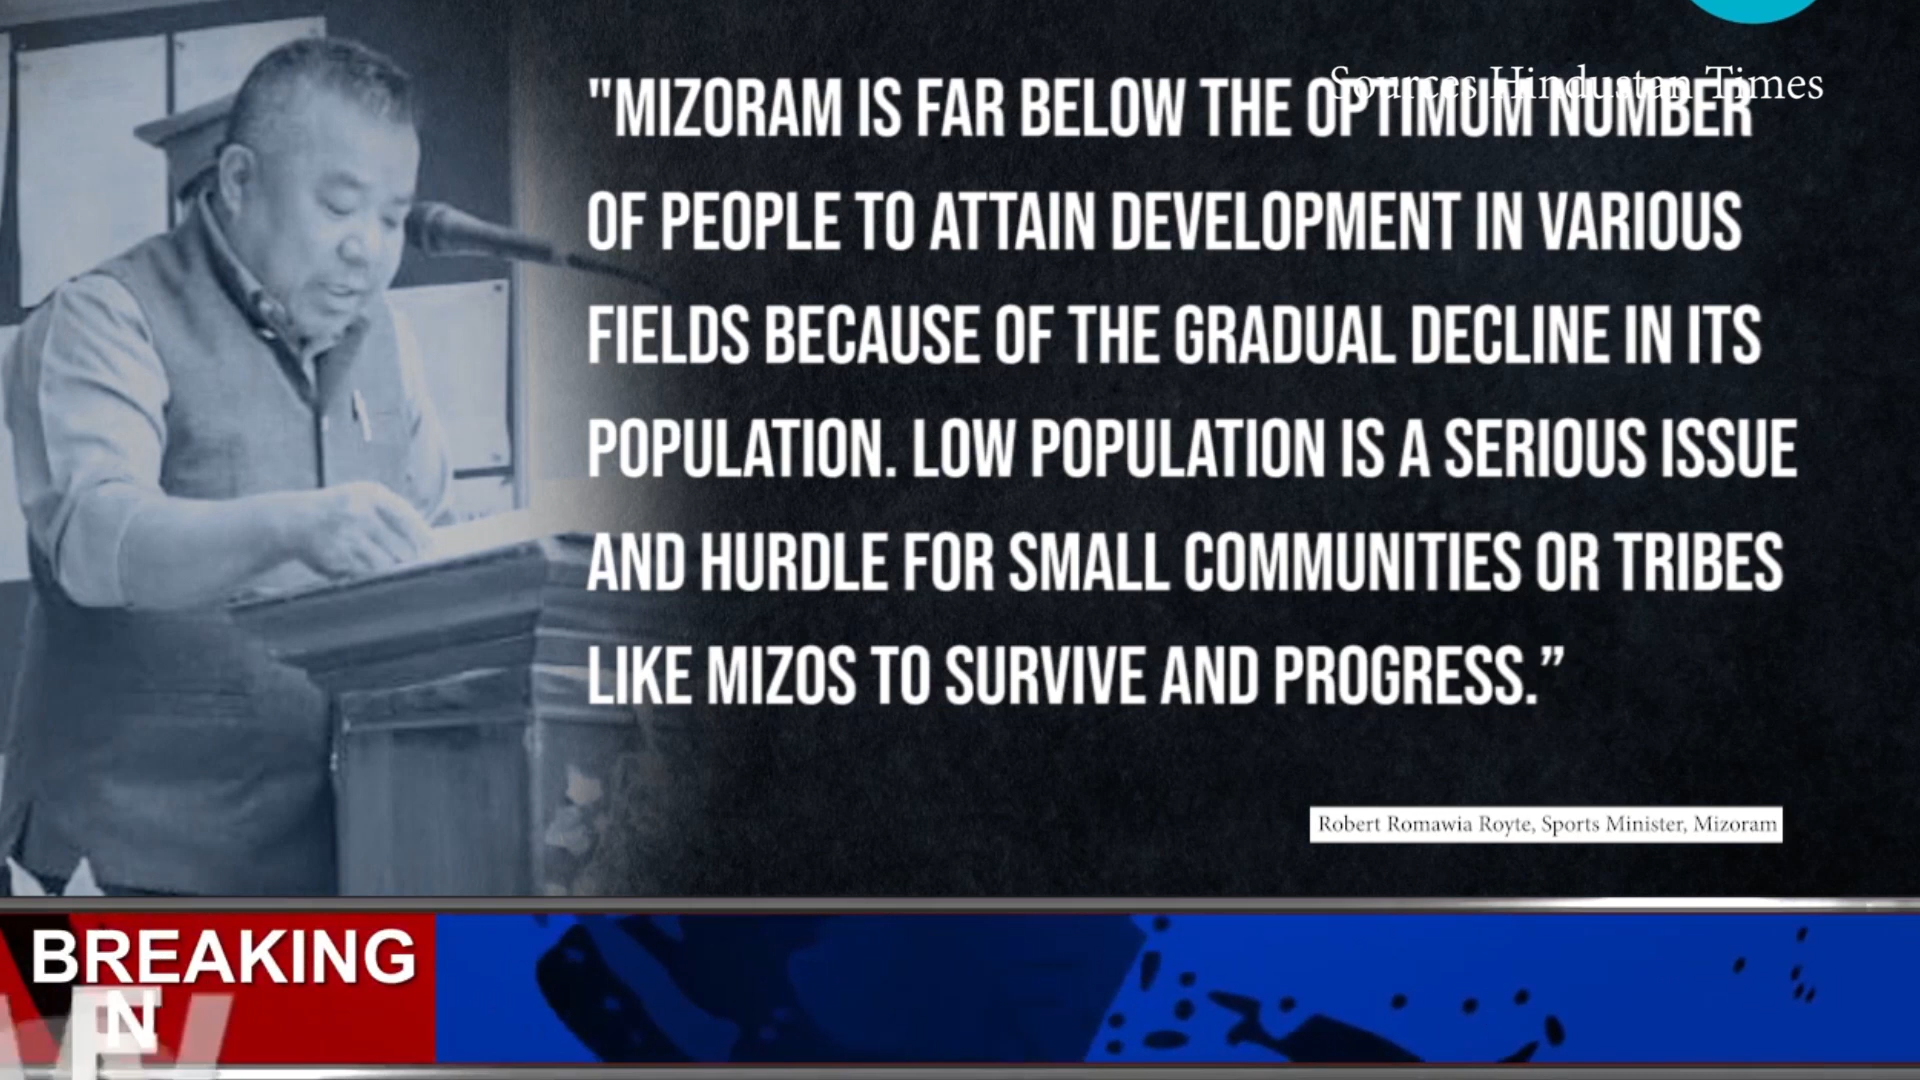 Sources Hindustan Times
"MIZORAM IS FAR BELOW THE OPTIMUM NUMBER
OF PEOPLE TO ATTAIN DEVELOPMENT IN VARIOUS
FIELDS BECAUSE OF THE GRADUAL DECLINE IN ITS
POPULATION. LOW POPULATION IS A SERIOUS ISSUE
AND HURDLE FOR SMALL COMMUNITIES OR TRIBES
LIKE MIZOS TO SURVIVE AND PROGRESS.”
Robert Romawia Royte, Sports Minister, Mizoram
BREAKING